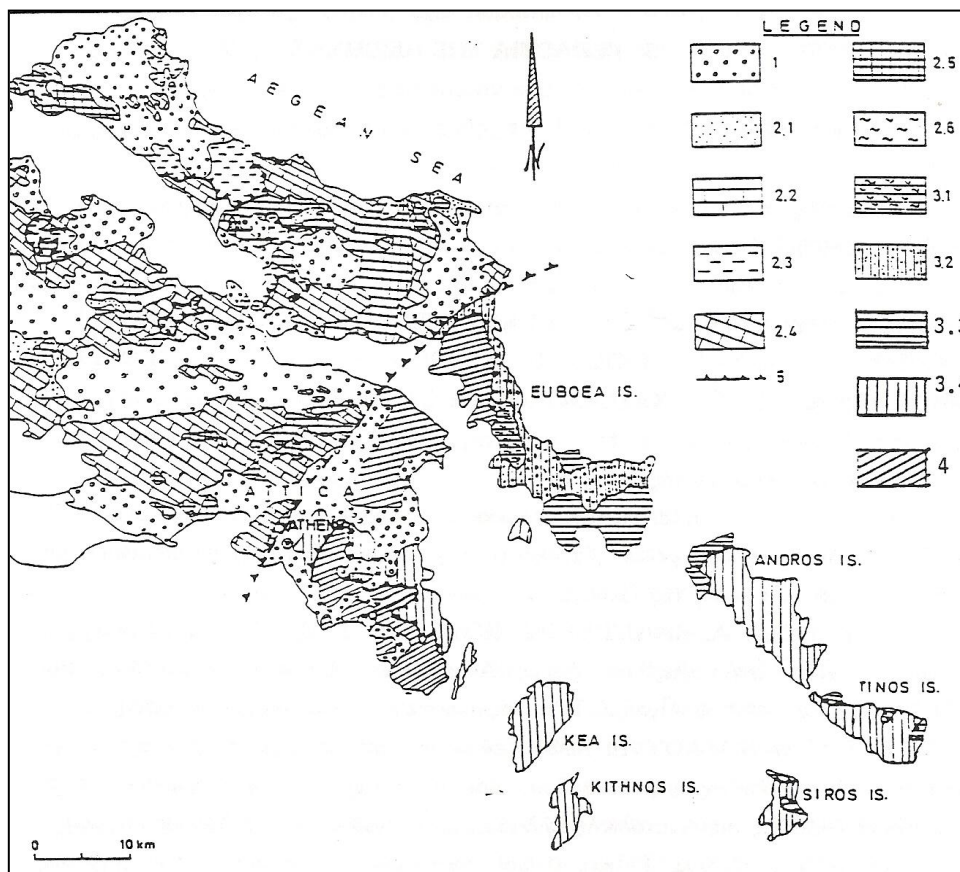 LEGEND
1
2.1
2.2
2.3
2.4
5
2.5
2.6
3.1
3.2
3.3
3.4
4
AEGEAN SEA
N
EUBOEA IS.
ATTICA
ATHENS
ANDROS IS.
TINOS IS.
KEA IS.
KITHNOS IS.
SIROS IS.
0 10 km